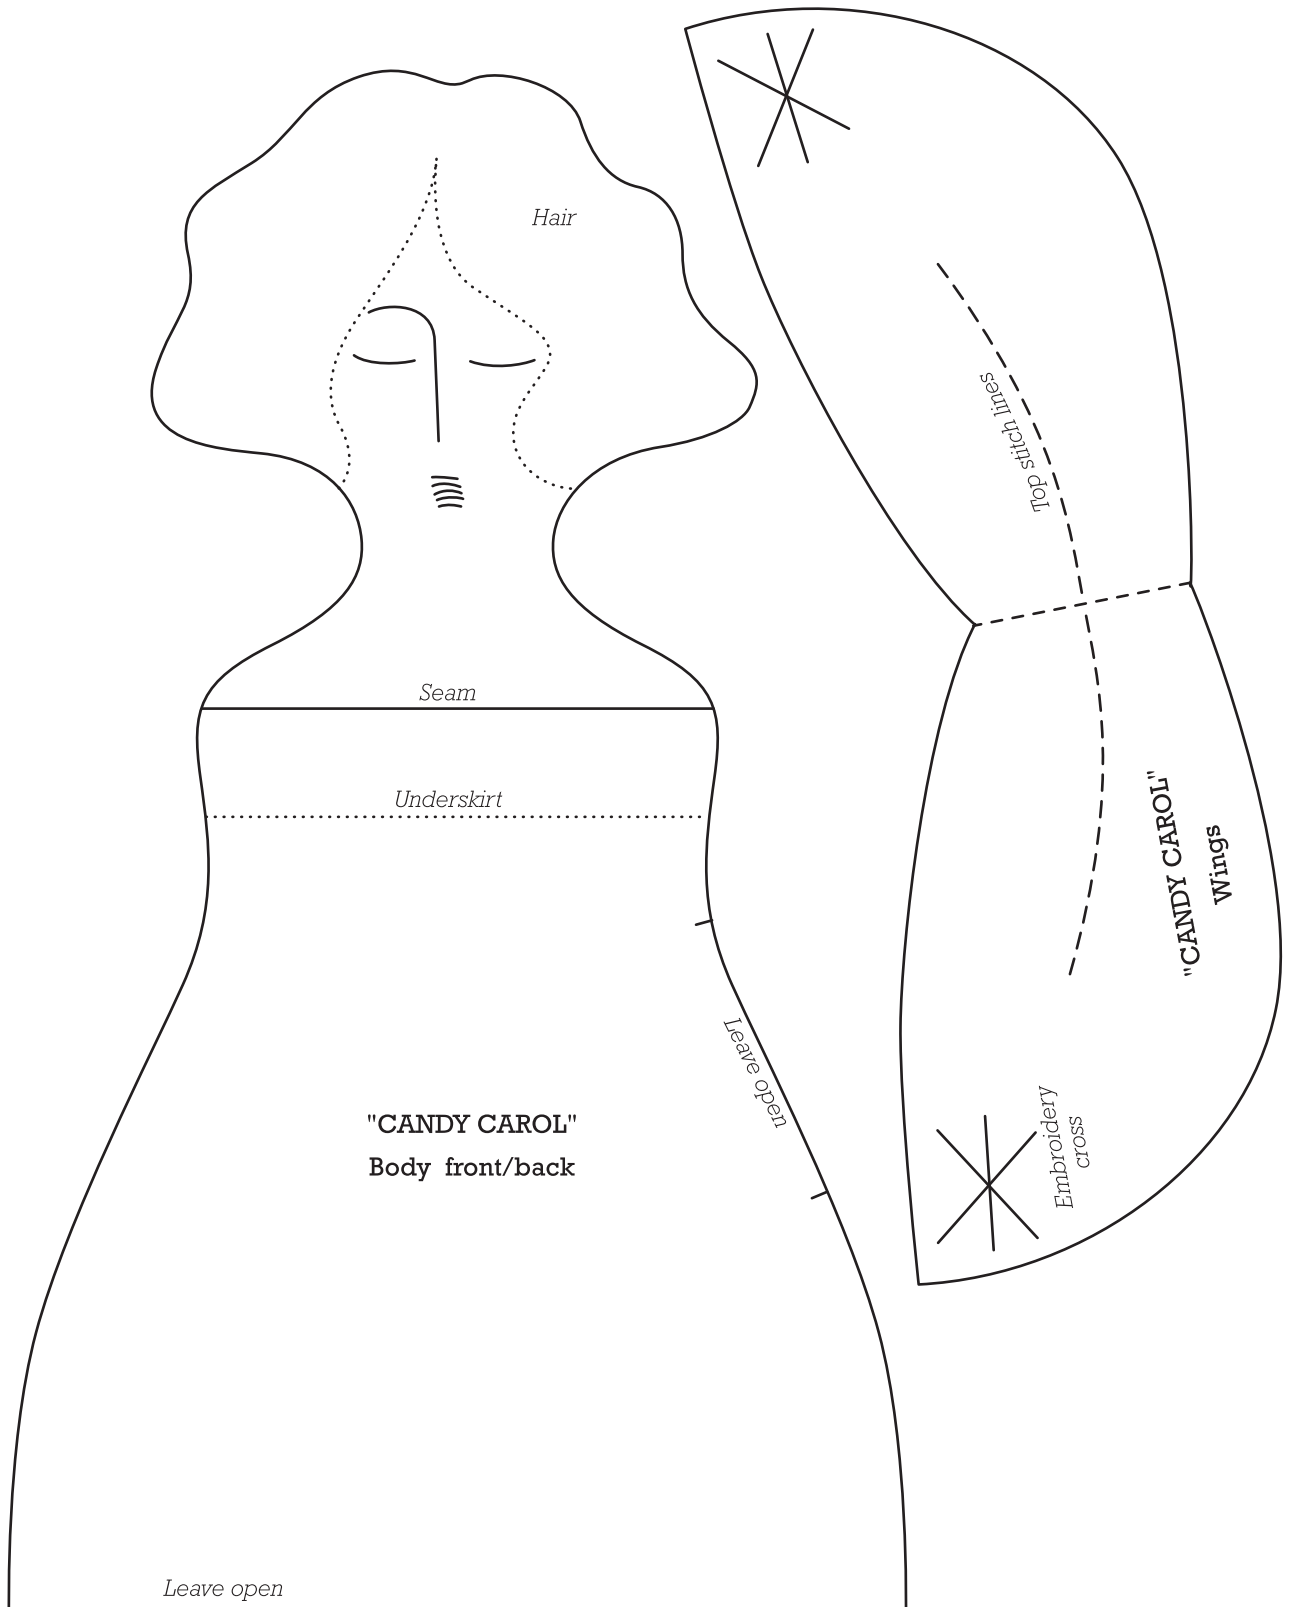 Hair
Top stitch lines
Seam
Underskirt
"CANDY CAROL"
Wings
Leave open
"CANDY CAROL"
Body front/back
Embroidery
cross
Leave open